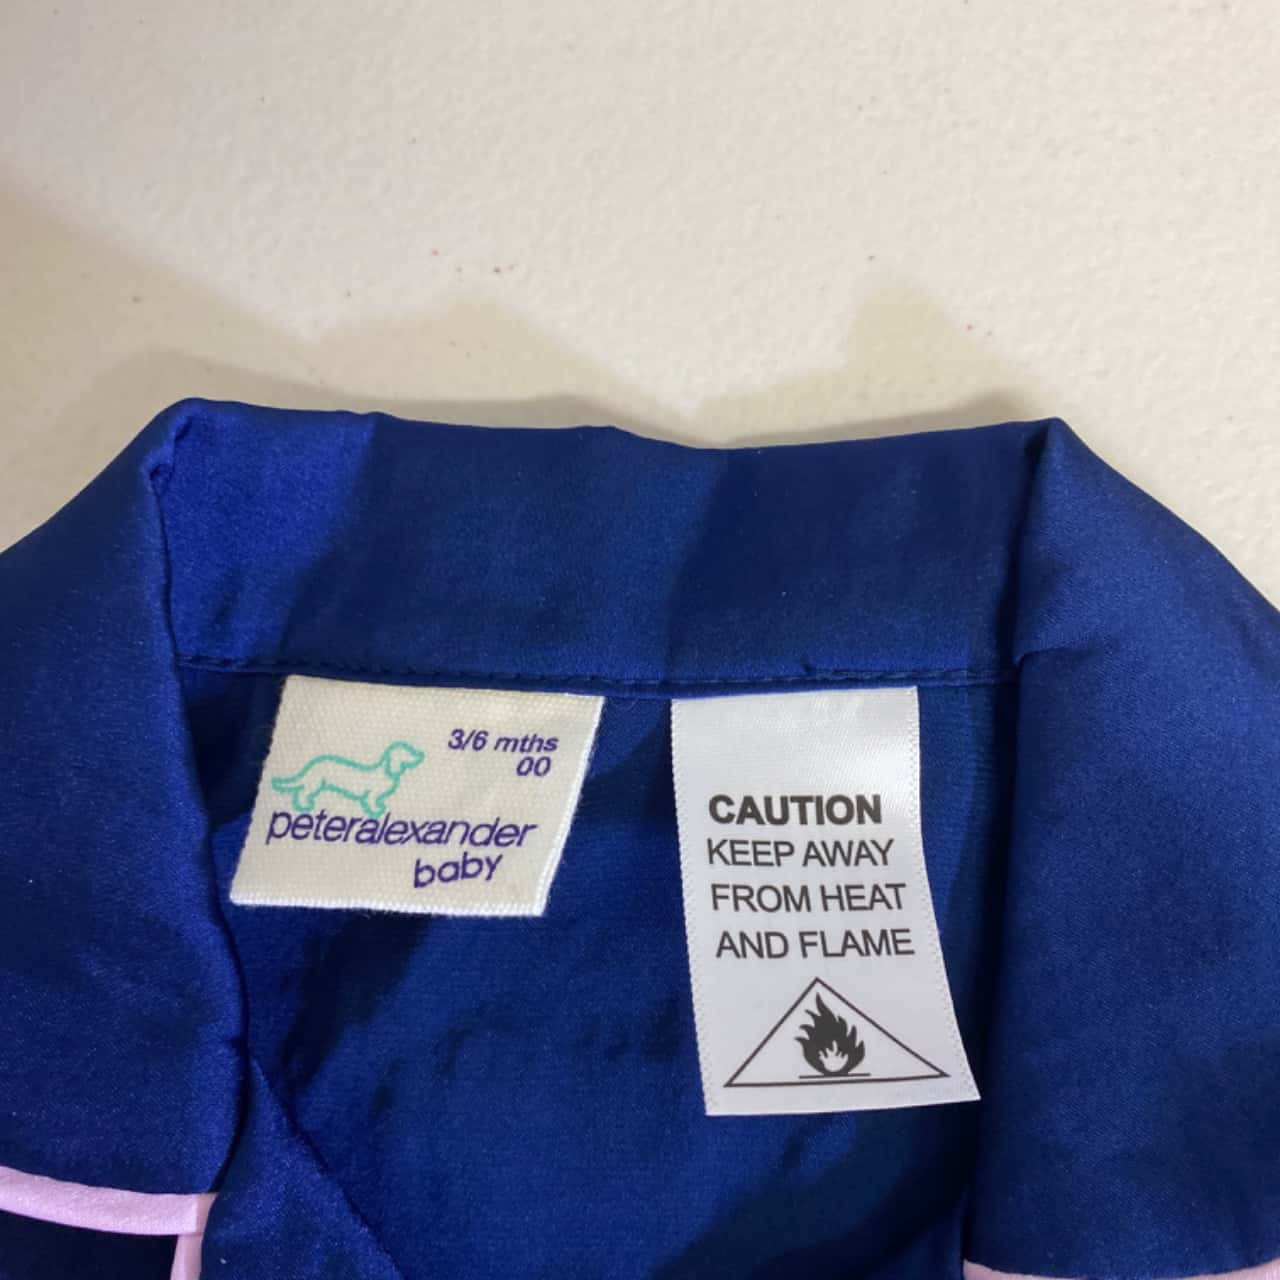 3/6 mths
00
peteralexander
baby
CAUTION
KEEP AWAY
FROM HEAT
AND FLAME